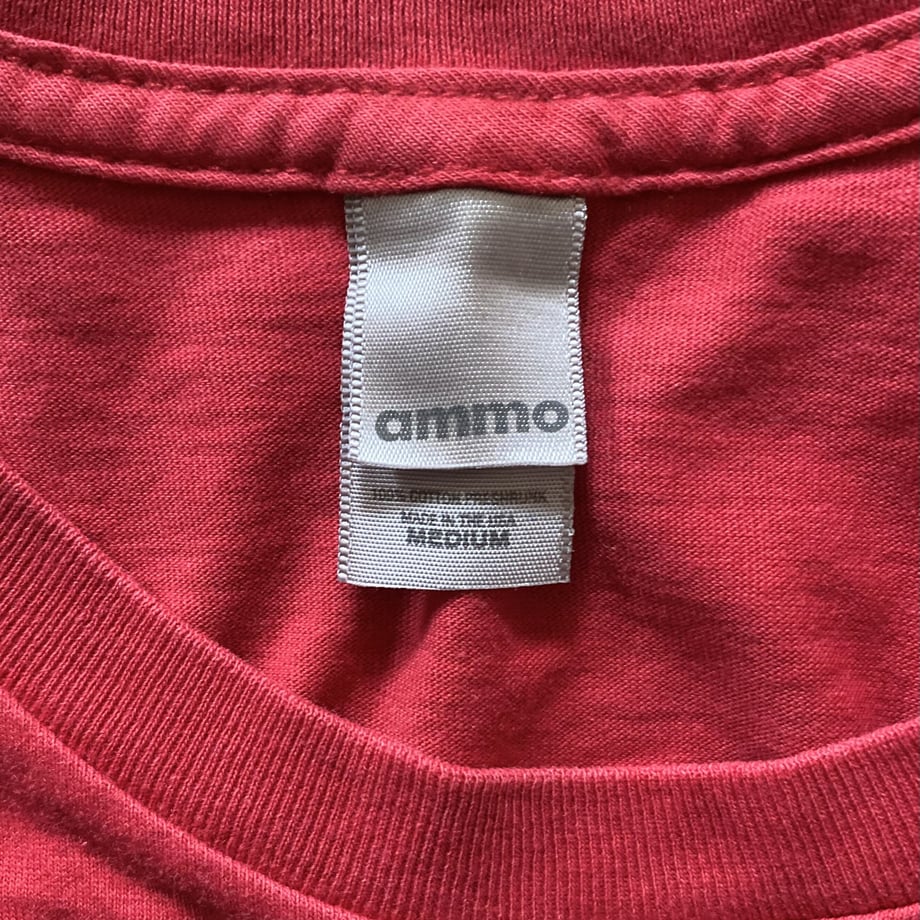 ammo
100% COTTON PRESHRUNK
MADE IN THE USA
MEDIUM